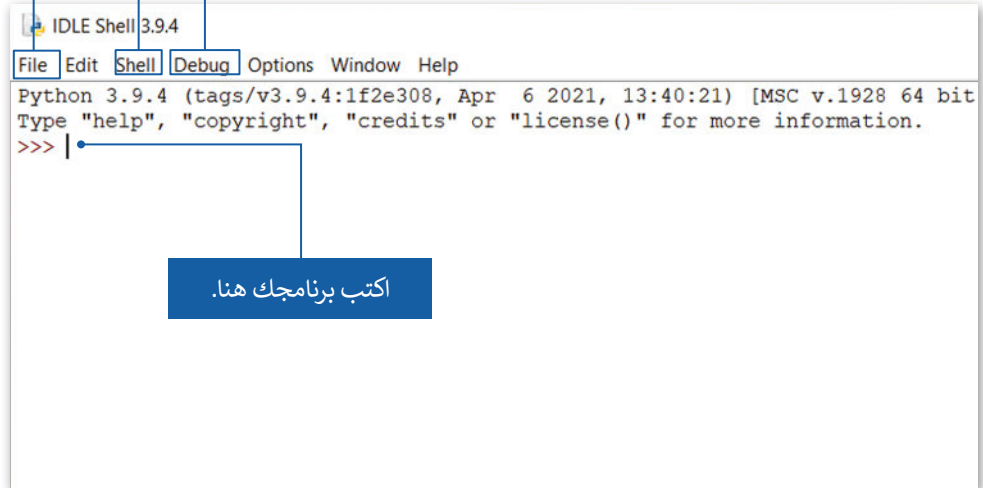 IDLE Shell 3.9.4
File Edit Shell Debug Options Window Help
Python 3.9.4 (tags/v3.9.4:1f2e308, Apr  6 2021, 13:40:21) [MSC v.1928 64 bit
Type "help", "copyright", "credits" or "license()" for more information.
>>>
اكتب برنامجك هنا.